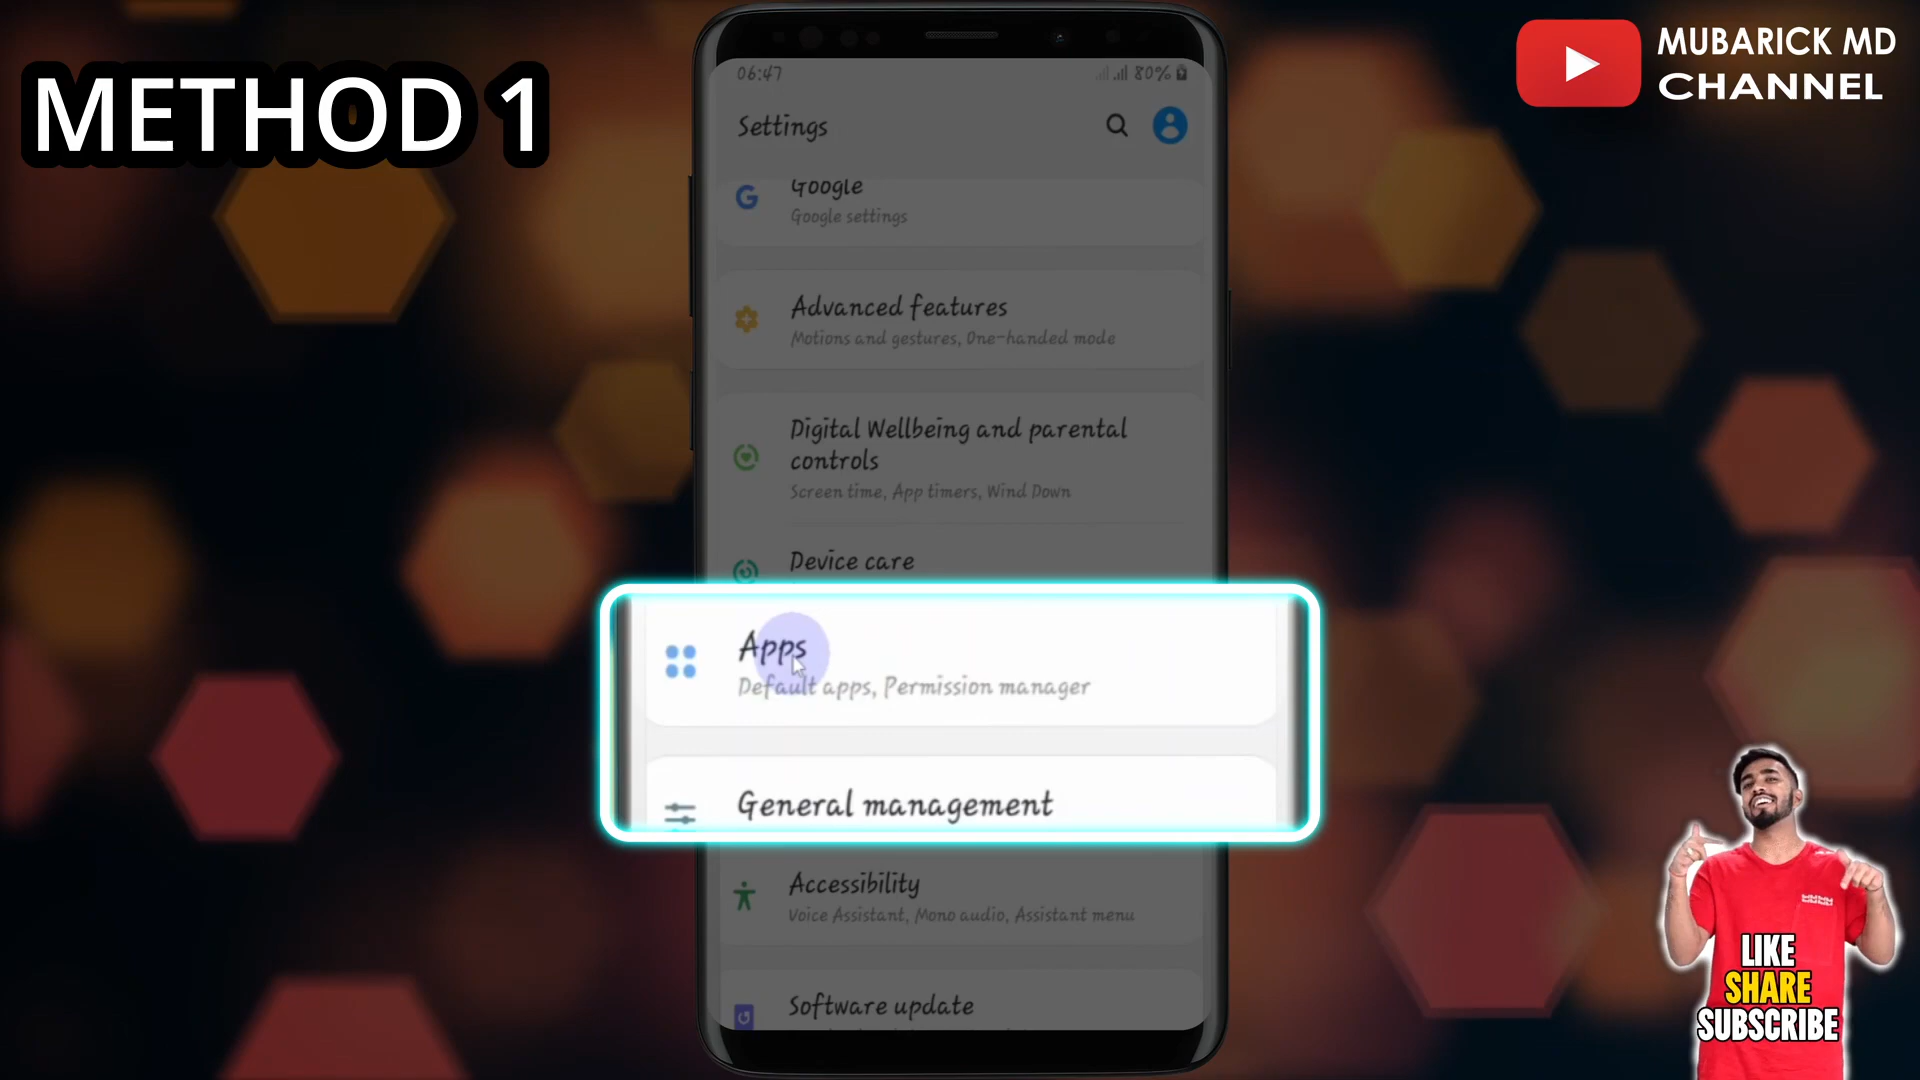 METHOD 1
MUBARICK MD
CHANNEL
06:47
80%
Settings
Google
Google settings
Advanced features
Motions and gestures, One-handed mode
Digital Wellbeing and parental
controls
Screen time, App timers, Wind Down
Device care
Apps
Default apps, Permission manager
General management
Accessibility
Voice Assistant, Mono audio, Assistant menu
Software update
LIKE
SHARE
SUBSCRIBE